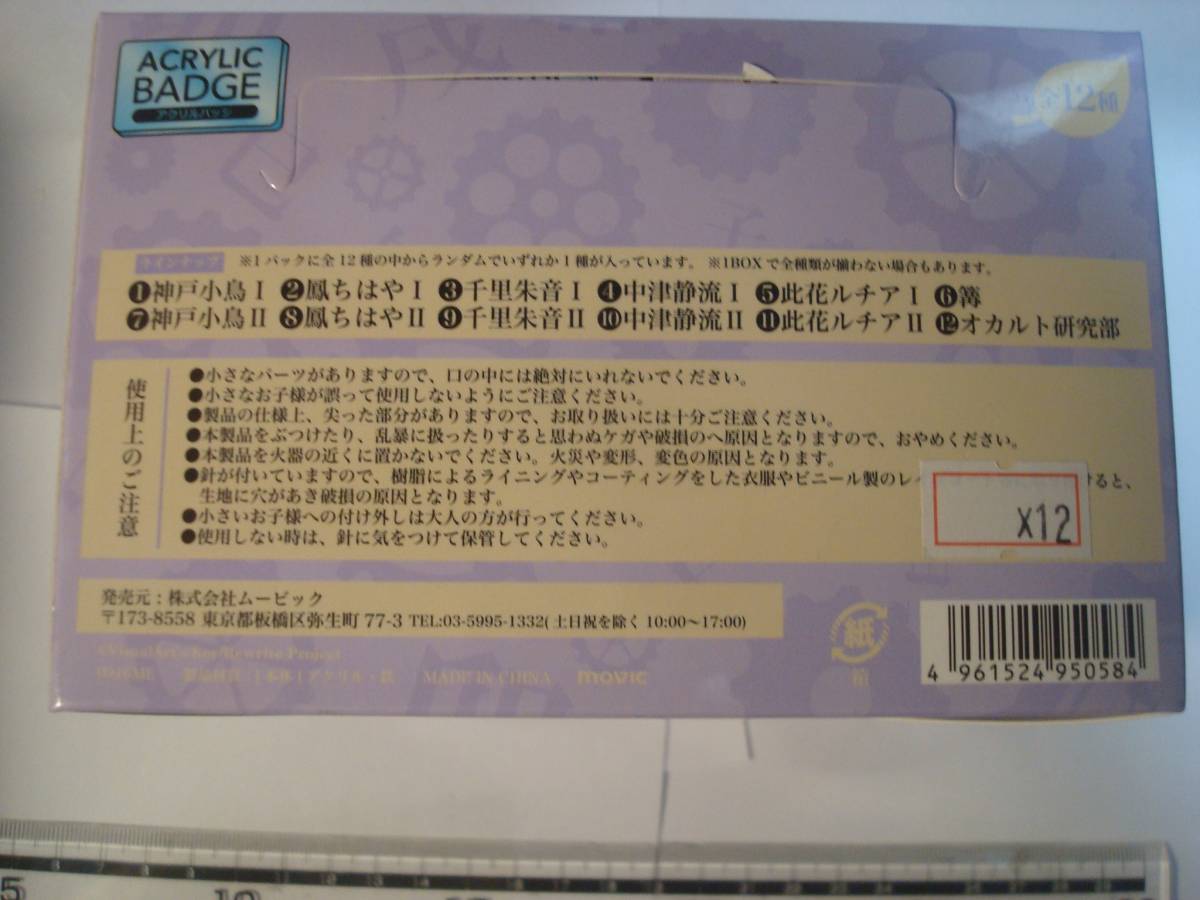 ACRYLIC
BADGE
アクリルバッジ
全12種
ラインナップ ※1パックに全12種の中からランダムでいずれか1種が入っています。 ※1BOXで全種類が揃わない場合もあります。
❶神戸小鳥Ⅰ ❷鳳ちはやⅠ ❸千里朱音Ⅰ ❹中津静流Ⅰ ❺此花ルチアⅠ ❻篝
❼神戸小鳥Ⅱ ❽鳳ちはやⅡ ❾千里朱音Ⅱ ❿中津静流Ⅱ ⓫此花ルチアⅡ ⓬オカルト研究部
使用上のご注意
●小さなパーツがありますので、口の中には絶対にいれないでください。
●小さなお子様が誤って使用しないようにご注意ください。
●製品の仕様上、尖った部分がありますので、お取り扱いには十分ご注意ください。
●本製品をぶつけたり、乱暴に扱ったりすると思わぬケガや破損のへ原因となりますので、おやめください。
●本製品を火器の近くに置かないでください。火災や変形、変色の原因となります。
●針が付いていますので、樹脂によるライニングやコーティングをした衣服やビニール製のレ けると、
生地に穴があき破損の原因となります。
●小さいお子様への付け外しは大人の方が行ってください。
●使用しない時は、針に気をつけて保管してください。
X12
発売元：株式会社ムービック
〒173-8558 東京都板橋区弥生町 77-3 TEL:03-5995-1332(土日祝を除く 10:00～17:00)
©VisualArt's/Key/Rewrite Project
MADE IN CHINA movic
紙
箱
4 961524 950584